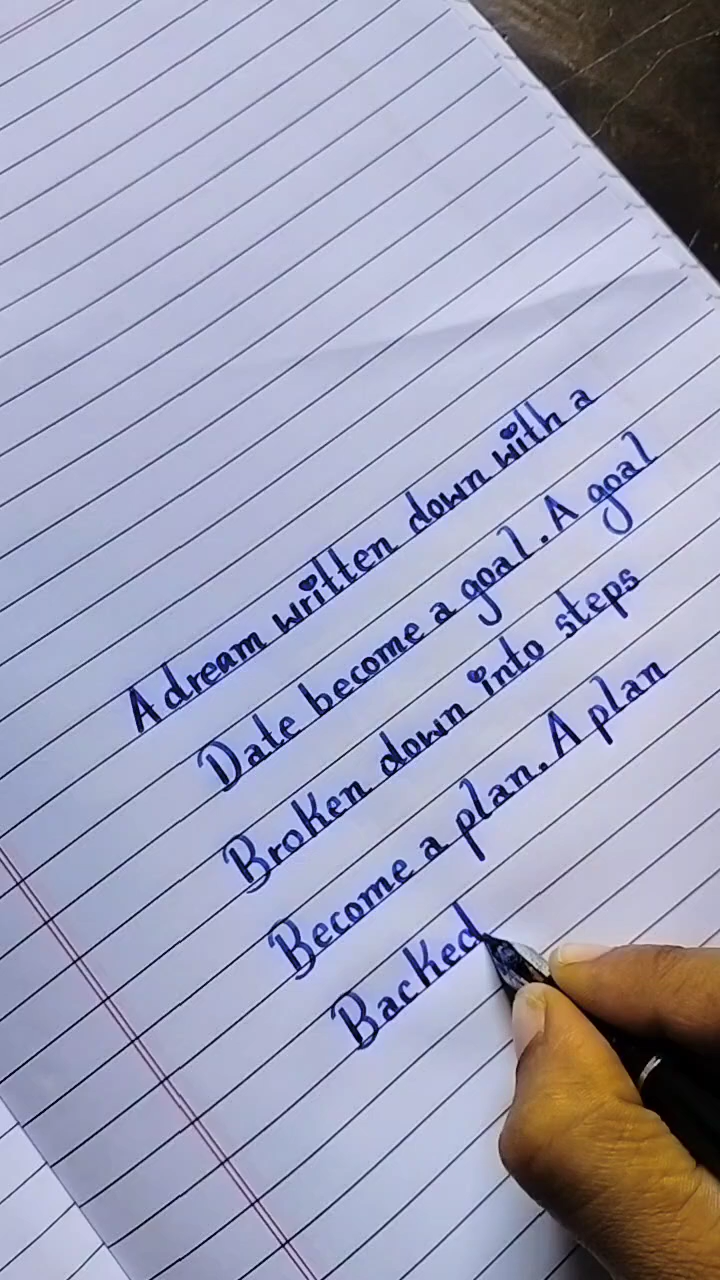 A dream written down with a
Date become a goal. A goal
Broken down into steps
Become a plan. A plan
Backed